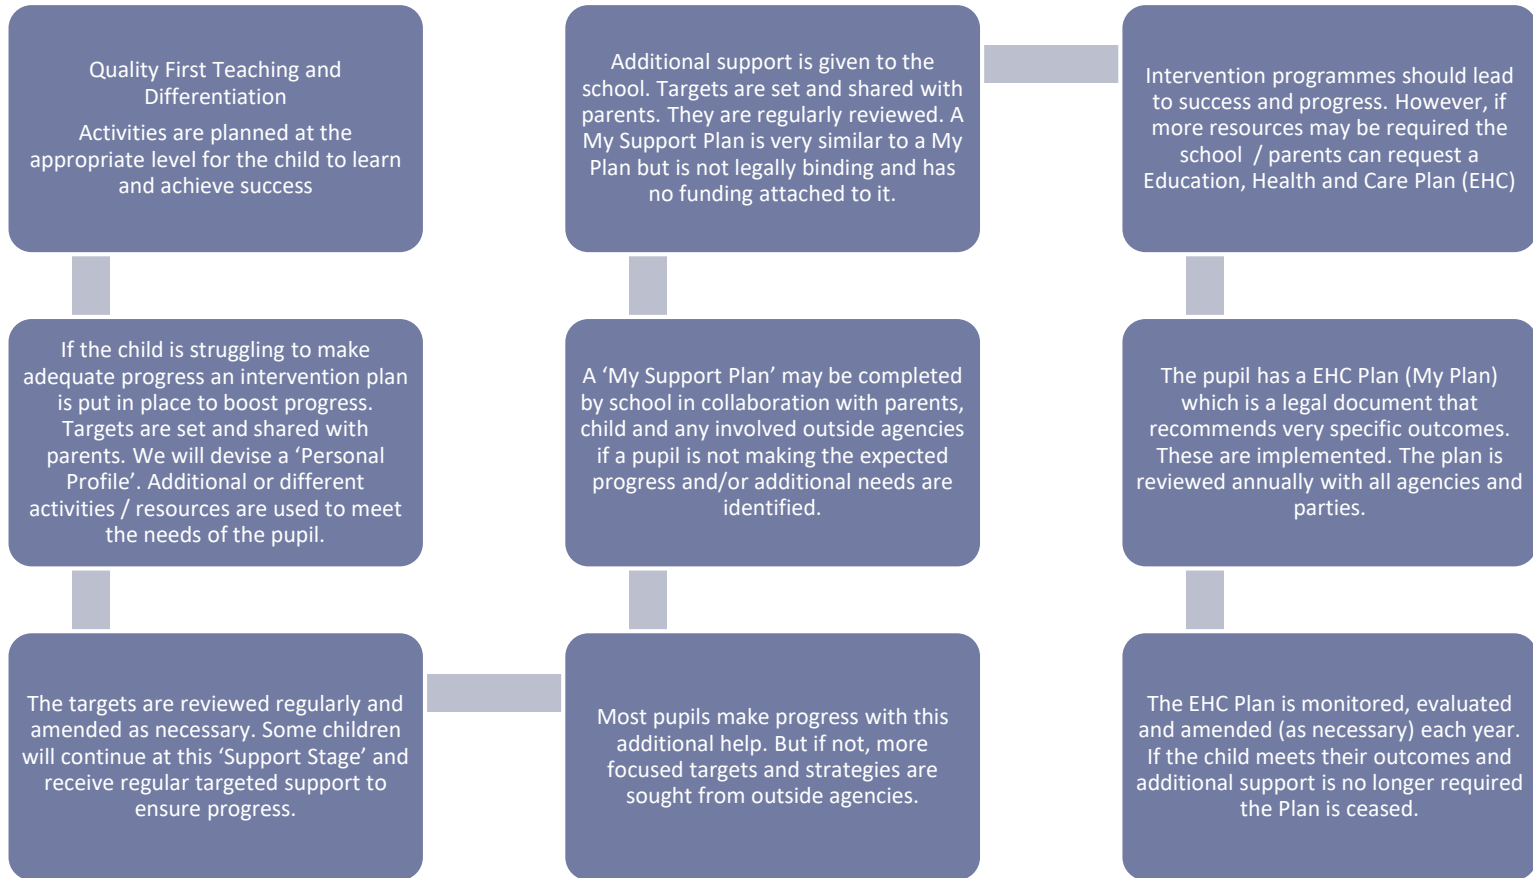 Quality First Teaching and
Differentiation
Activities are planned at the
appropriate level for the child to learn
and achieve success
If the child is struggling to make
adequate progress an intervention plan
is put in place to boost progress.
Targets are set and shared with
parents. We will devise a ‘Personal
Profile’. Additional or different
activities / resources are used to meet
the needs of the pupil.
The targets are reviewed regularly and
amended as necessary. Some children
will continue at this ‘Support Stage’ and
receive regular targeted support to
ensure progress.
Most pupils make progress with this
additional help. But if not, more
focused targets and strategies are
sought from outside agencies.
A ‘My Support Plan’ may be completed
by school in collaboration with parents,
child and any involved outside agencies
if a pupil is not making the expected
progress and/or additional needs are
identified.
Additional support is given to the
school. Targets are set and shared with
parents. They are regularly reviewed. A
My Support Plan is very similar to a My
Plan but is not legally binding and has
no funding attached to it.
Intervention programmes should lead
to success and progress. However, if
more resources may be required the
school  / parents can request a
Education, Health and Care Plan (EHC)
The pupil has a EHC Plan (My Plan)
which is a legal document that
recommends very specific outcomes.
These are implemented. The plan is
reviewed annually with all agencies and
parties.
The EHC Plan is monitored, evaluated
and amended (as necessary) each year.
If the child meets their outcomes and
additional support is no longer required
the Plan is ceased.